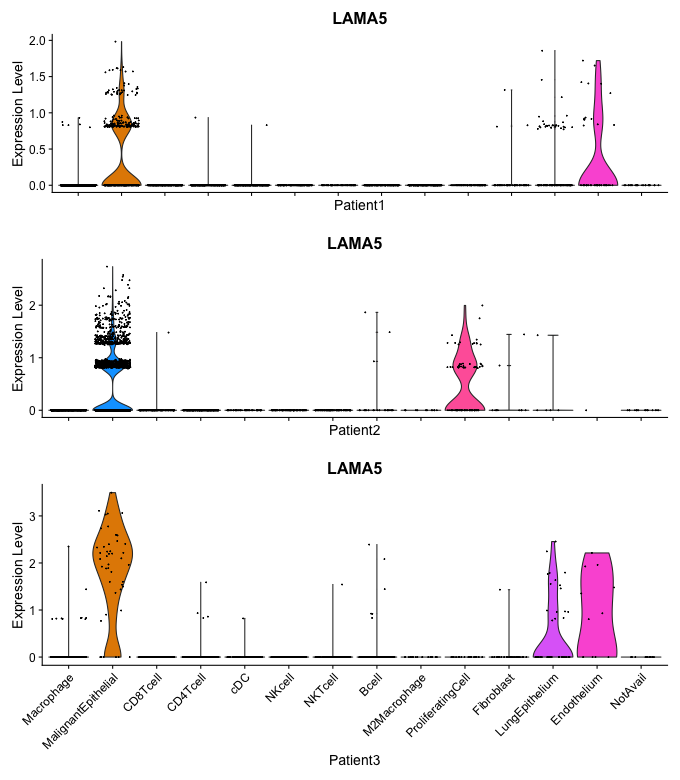 LAMA5
Expression Level
2.0
1.5
1.0
0.5
0.0
Patient1
LAMA5
Expression Level
2
1
0
Patient2
LAMA5
Expression Level
3
2
1
0
Macrophage
MalignantEpithelial
CD8Tcell
CD4Tcell
cDC
NKcell
NKTcell
Bcell
M2Macrophage
ProliferatingCell
Fibroblast
LungEpithelium
Endothelium
NotAvail
Patient3